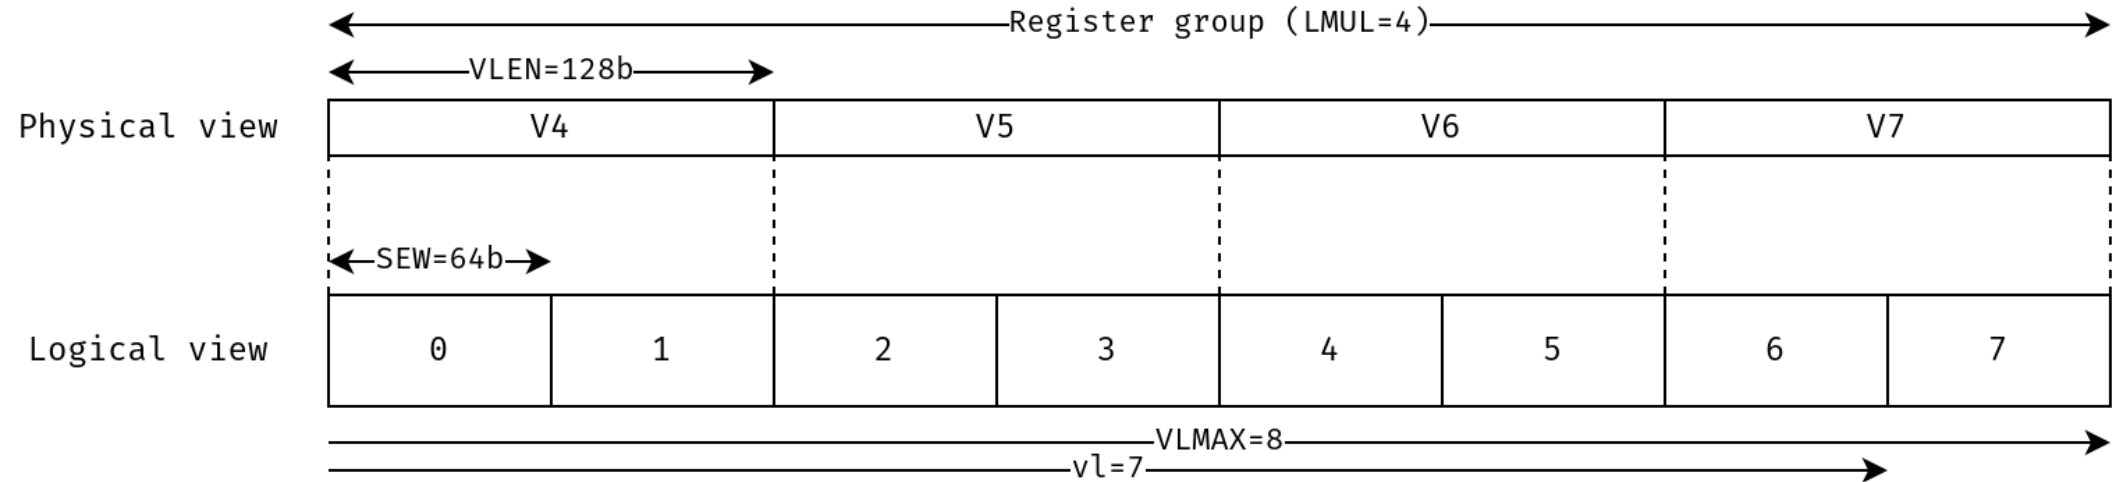 Register group (LMUL=4)
VLEN=128b
Physical view V4 V5 V6 V7
SEW=64b
Logical view 0 1 2 3 4 5 6 7
VLMAX=8
vl=7